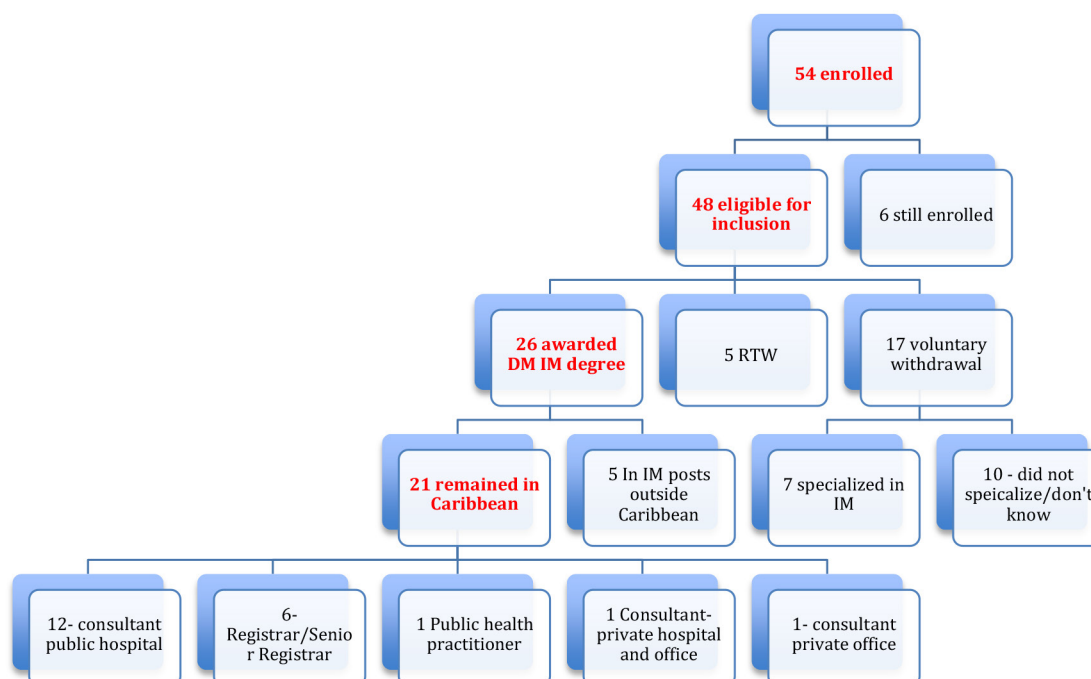 54 enrolled
48 eligible for
inclusion
6 still enrolled
26 awarded
DM IM degree
5 RTW
17 voluntary
withdrawal
21 remained in
Caribbean
5 In IM posts
outside
Caribbean
7 specialized in
IM
10 - did not
speicalize/don't
know
12- consultant
public hospital
6-
Registrar/Senio
r Registrar
1 Public health
practitioner
1 Consultant-
private hospital
and office
1- consultant
private office